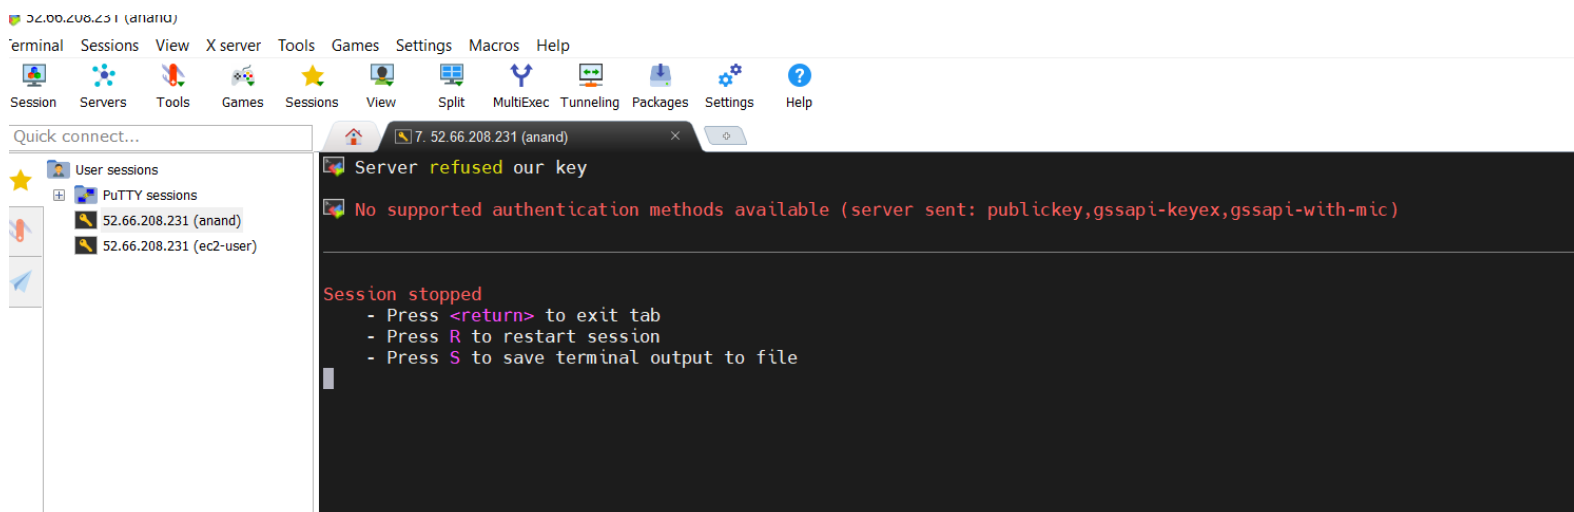 52.66.208.231 (anand)
Terminal Sessions View X server Tools Games Settings Macros Help
Session Servers Tools Games Sessions View Split MultiExec Tunneling Packages Settings Help
Quick connect...
7. 52.66.208.231 (anand)
User sessions
PuTTY sessions
52.66.208.231 (anand)
52.66.208.231 (ec2-user)
Server refused our key
No supported authentication methods available (server sent: publickey,gssapi-keyex,gssapi-with-mic)
Session stopped
- Press <return> to exit tab
- Press R to restart session
- Press S to save terminal output to file